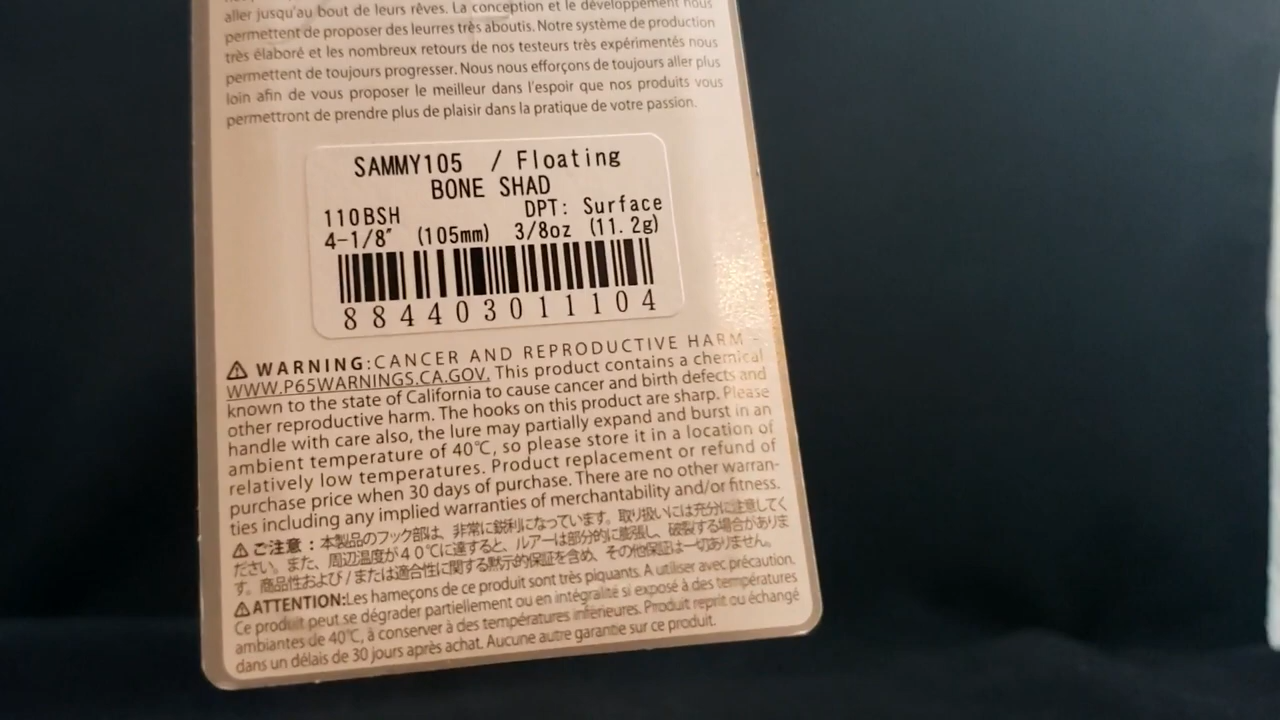 aller jusqu'au bout de leurs rêves. La conception et le développement nous
permettent de proposer des leurres très aboutis. Notre système de production
très élaboré et les nombreux retours de nos testeurs très expérimentés nous
permettent de toujours progresser. Nous nous efforçons de toujours aller plus
loin afin de vous proposer le meilleur dans l'espoir que nos produits vous
permettront de prendre plus de plaisir dans la pratique de votre passion.
SAMMY105 / Floating
BONE SHAD
110BSH DPT: Surface
4-1/8" (105mm) 3/8oz (11.2g)
884403011104
⚠ WARNING:CANCER AND REPRODUCTIVE HARM -
WWW.P65WARNINGS.CA.GOV. This product contains a chemical
known to the state of California to cause cancer and birth defects and
other reproductive harm. The hooks on this product are sharp. Please
handle with care also, the lure may partially expand and burst in an
ambient temperature of 40℃, so please store it in a location of
relatively low temperatures. Product replacement or refund of
purchase price when 30 days of purchase. There are no other warran-
ties including any implied warranties of merchantability and/or fitness.
⚠ ご注意：本製品のフック部は、非常に鋭利になっています。取り扱いには充分に注意してく
ださい。また、周辺温度が４０℃に達すると、ルアーは部分的に膨張し、破裂する場合がありま
す。商品性および / または適合性に関する黙示的保証を含め、その他保証は一切ありません。
⚠ATTENTION:Les hameçons de ce produit sont très piquants. A utiliser avec précaution.
Ce produit peut se dégrader partiellement ou en intégralité si exposé à des températures
ambiantes de 40℃, à conserver à des températures inférieures. Produit reprit ou échangé
dans un délais de 30 jours après achat. Aucune autre garantie sur ce produit.